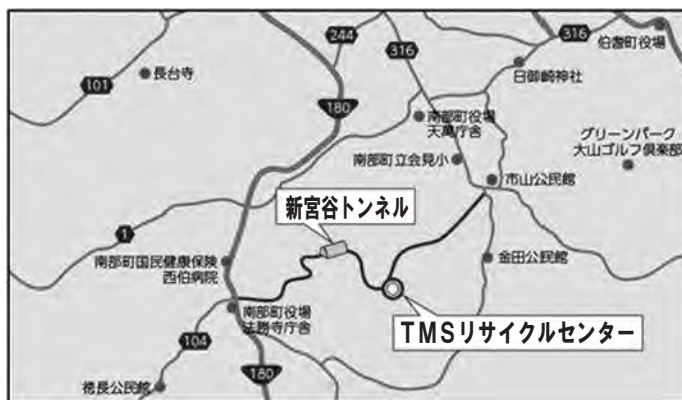 244
316
316
伯耆町役場
101
長台寺
日御崎神社
180
南部町役場
天萬庁舎
グリーンパーク
大山ゴルフ倶楽部
南部町立会見小
市山公民館
新宮谷トンネル
1
南部町国民健康保険
西伯病院
金田公民館
南部町役場
法勝寺庁舎
TMSリサイクルセンター
104
180
徳長公民館